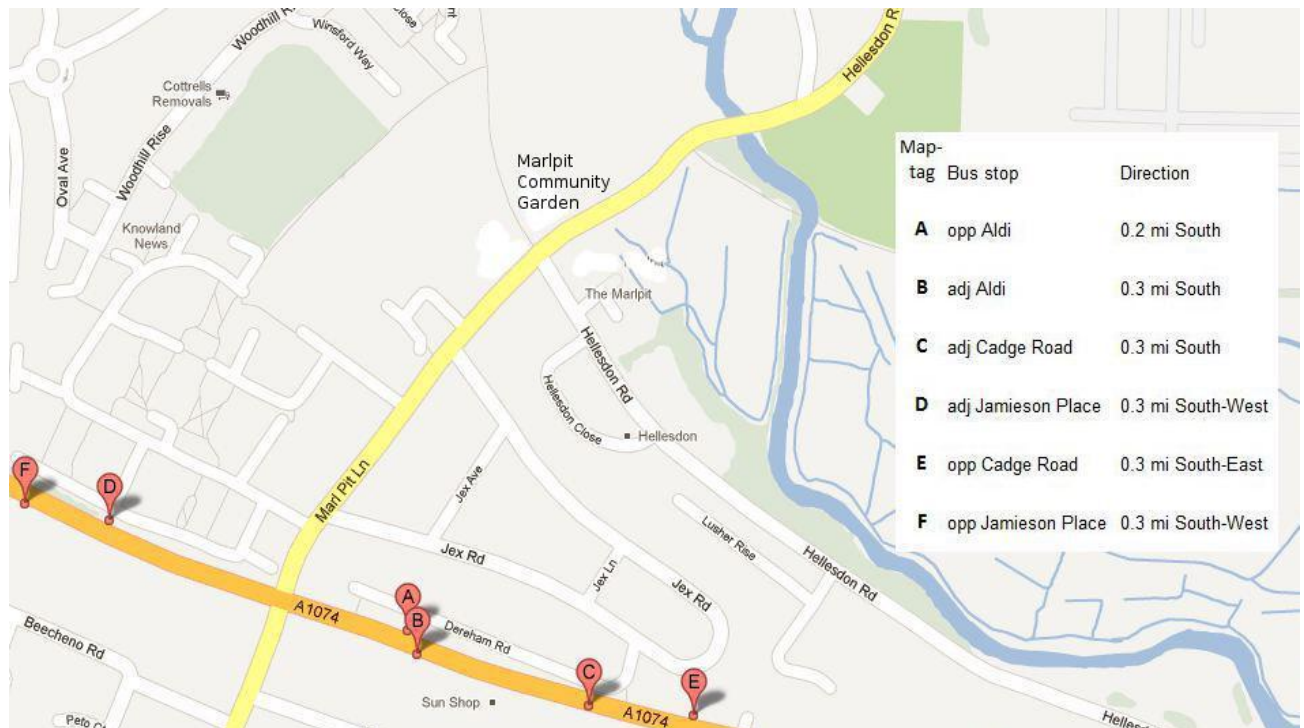 Woodhill Ri
Close
Winsford Way
Hellesdon R
Cottrells
Removals
Oval Ave
Woodhill Rise
Knowland
News
Marlpit
Community
Garden
The Marlpit
Hellesdon Rd
Hellesdon Close
Hellesdon
Marl Pit Ln
Jex Ave
Jex Rd
Jex Ln
Jex Rd
Lusher Rise
Hellesdon Rd
F
D
A
B
C
E
A1074
Dereham Rd
Beecheno Rd
Sun Shop
A1074
Map-
tag Bus stop Direction
A opp Aldi 0.2 mi South
B adj Aldi 0.3 mi South
C adj Cadge Road 0.3 mi South
D adj Jamieson Place 0.3 mi South-West
E opp Cadge Road 0.3 mi South-East
F opp Jamieson Place 0.3 mi South-West